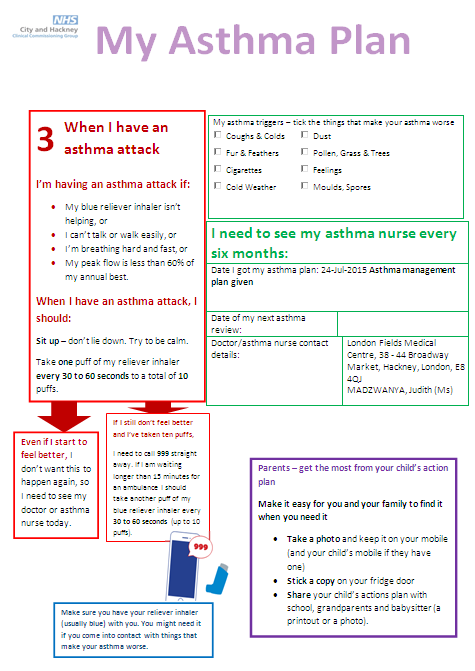 NHS
City and Hackney
Clinical Commissioning Group
My Asthma Plan
3
When I have an
asthma attack
I'm having an asthma attack if:
• My blue reliever inhaler isn't
helping, or
• I can't talk or walk easily, or
• I'm breathing hard and fast, or
• My peak flow is less than 60% of
my annual best.
When I have an asthma attack, I
should:
Sit up – don't lie down. Try to be calm.
Take one puff of my reliever inhaler
every 30 to 60 seconds to a total of 10
puffs.
My asthma triggers – tick the things that make your asthma worse
Coughs & Colds
Dust
Fur & Feathers
Pollen, Grass & Trees
Cigarettes
Feelings
Cold Weather
Moulds, Spores
I need to see my asthma nurse every
six months:
Date I got my asthma plan: 24-Jul-2015 Asthma management
plan given
Date of my next asthma
review:
Doctor/asthma nurse contact
details:
London Fields Medical
Centre, 38 - 44 Broadway
Market, Hackney, London, E8
4QJ
MADZWANYA, Judith (Ms)
Even if I start to
feel better, I
don't want this to
happen again, so
I need to see my
doctor or asthma
nurse today.
If I still don't feel better
and I've taken ten puffs,
I need to call 999 straight
away. If I am waiting
longer than 15 minutes for
an ambulance I should
take another puff of my
blue reliever inhaler every
30 to 60 seconds (up to 10
puffs).
999
Make sure you have your reliever inhaler
(usually blue) with you. You might need it
if you come into contact with things that
make your asthma worse.
Parents – get the most from your child's action
plan
Make it easy for you and your family to find it
when you need it
• Take a photo and keep it on your mobile
(and your child's mobile if they have
one)
• Stick a copy on your fridge door
• Share your child's actions plan with
school, grandparents and babysitter (a
printout or a photo).